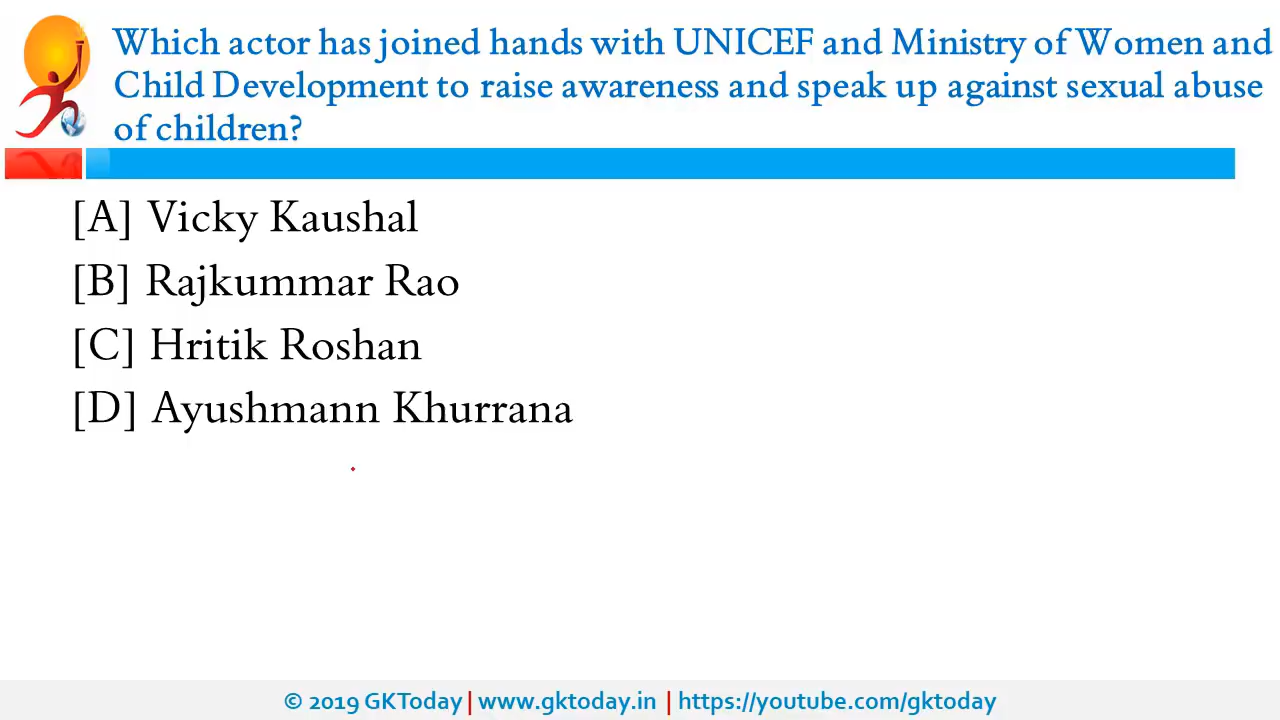 Which actor has joined hands with UNICEF and Ministry of Women and
Child Development to raise awareness and speak up against sexual abuse
of children?
[A] Vicky Kaushal
[B] Rajkummar Rao
[C] Hritik Roshan
[D] Ayushmann Khurrana
© 2019 GKToday | www.gktoday.in | https://youtube.com/gktoday